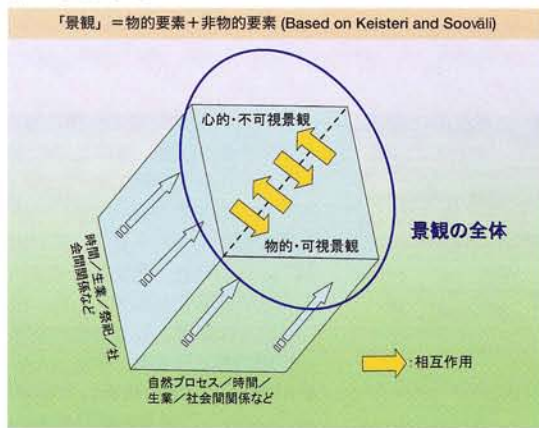 「景観」＝物的要素＋非物的要素 (Based on Keisteri and Soováli)
心的・不可視景観
物的・可視景観
景観の全体
時間／生業／祭祀／社
会間関係など
自然プロセス／時間／
生業／社会間関係など
:相互作用